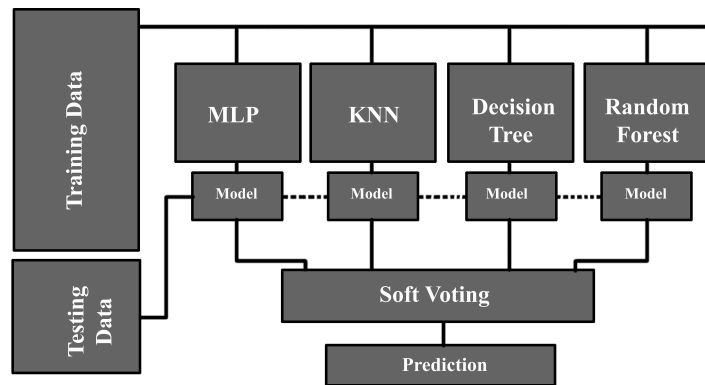 Training Data
MLP
KNN
Decision
Tree
Random
Forest
Model
Model
Model
Model
Testing
Data
Soft Voting
Prediction